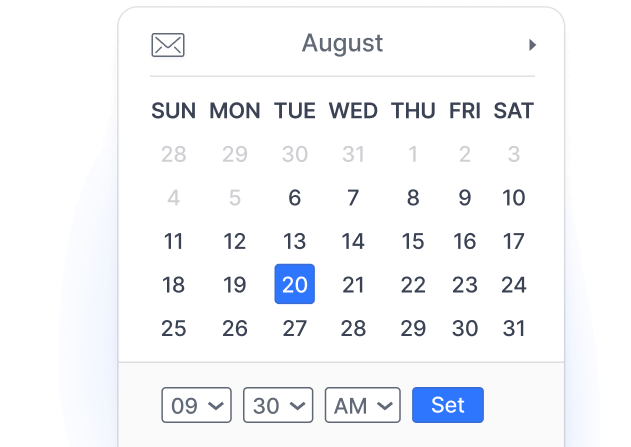 August
SUN MON TUE WED THU FRI SAT
28 29 30 31 1 2 3
4 5 6 7 8 9 10
11 12 13 14 15 16 17
18 19 20 21 22 23 24
25 26 27 28 29 30 31
09 30 AM Set